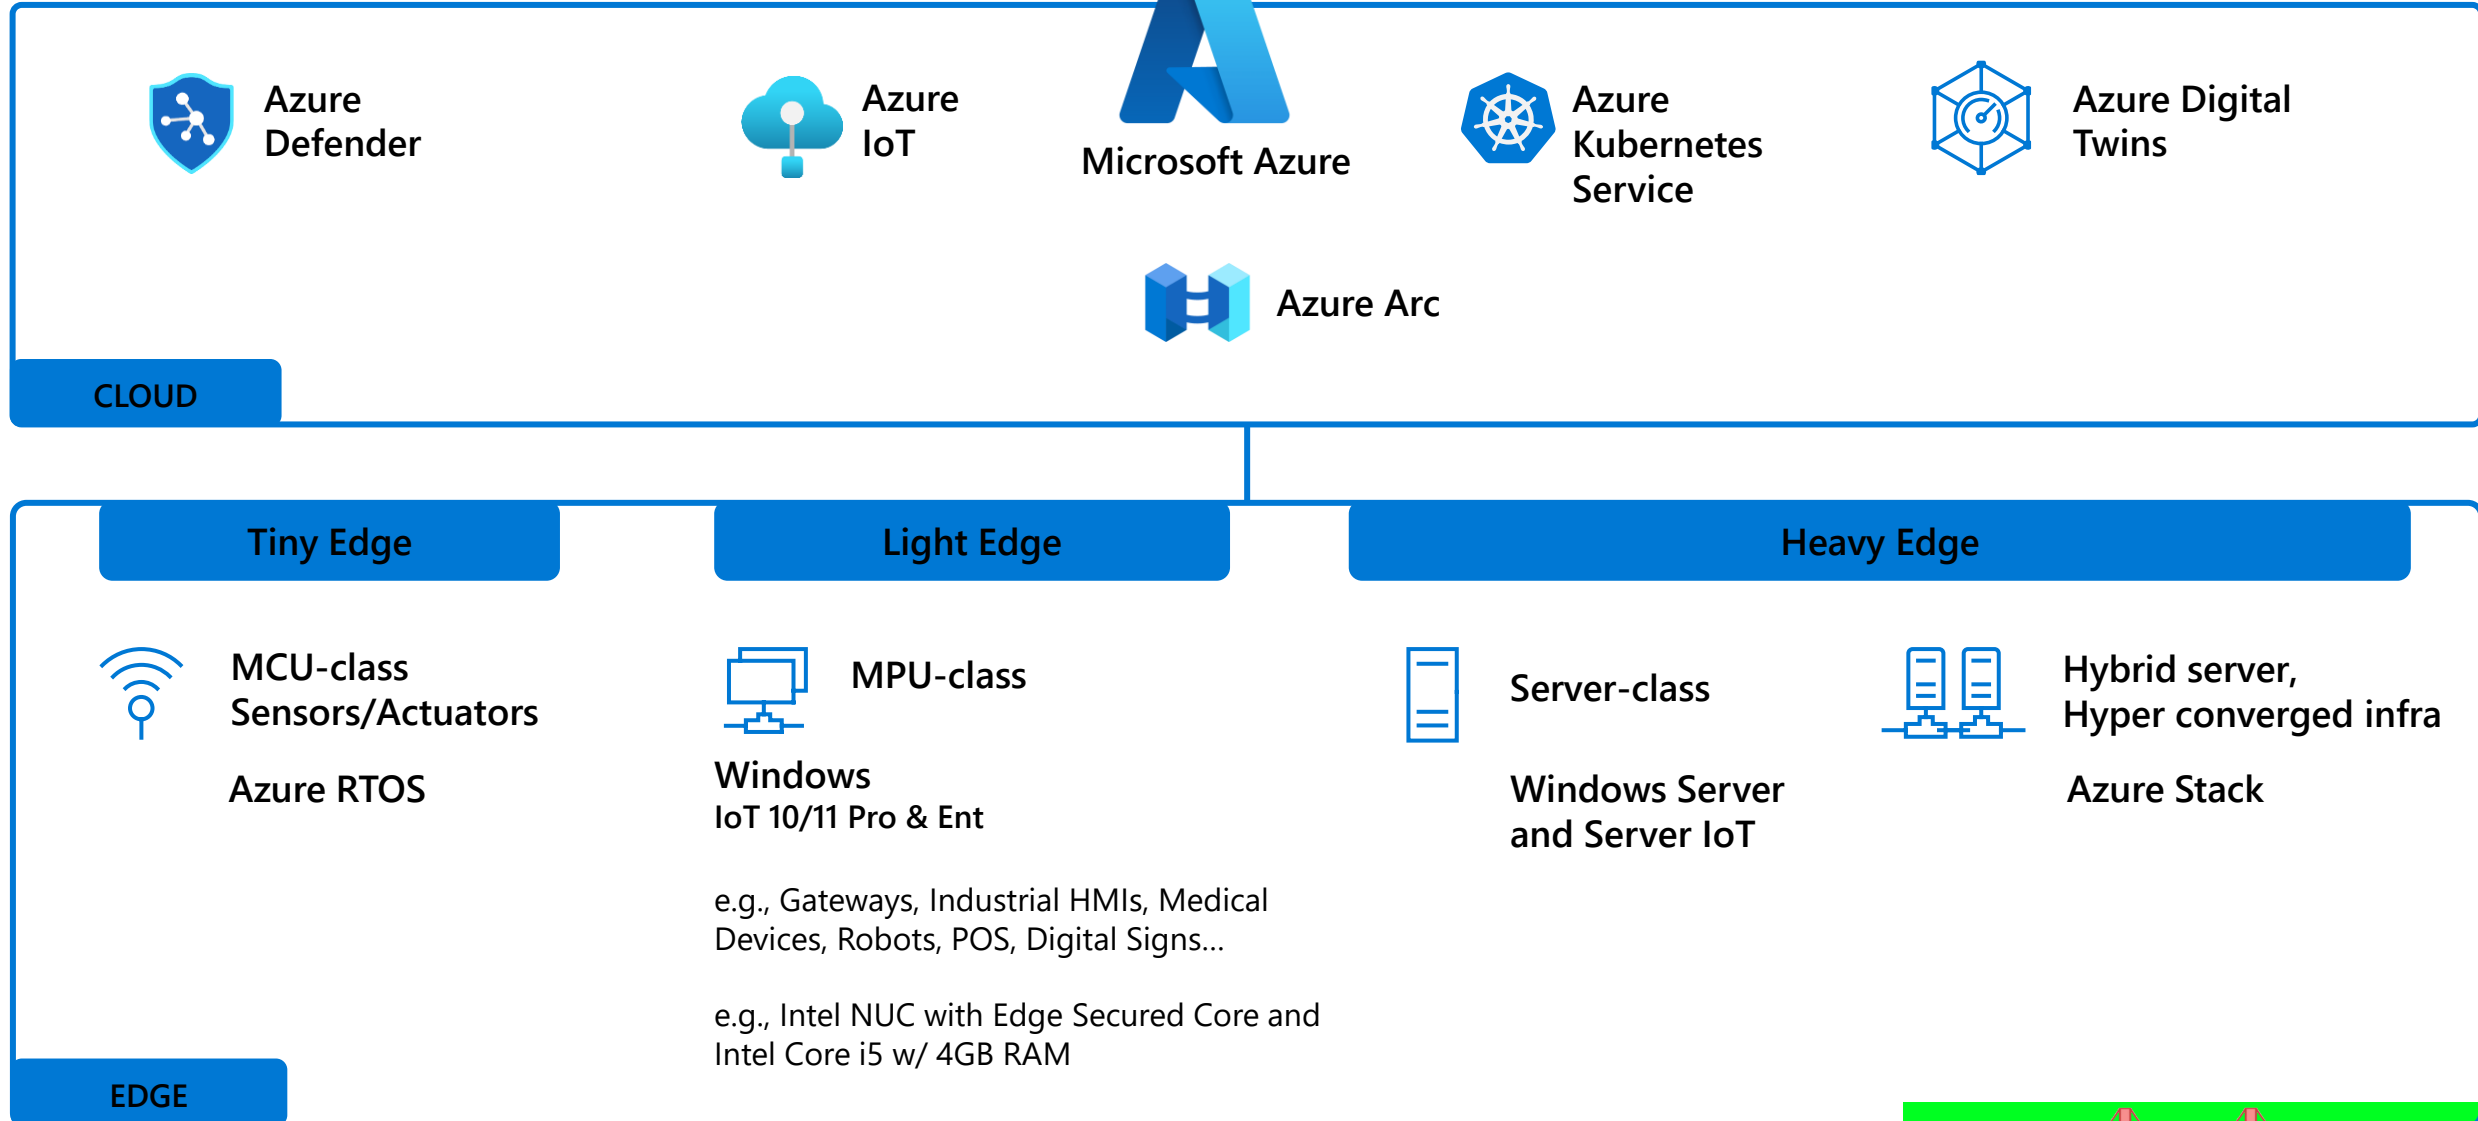 Azure
Defender
Azure
IoT
Microsoft Azure
Azure
Kubernetes
Service
Azure Digital
Twins
Azure Arc
CLOUD
Tiny Edge
Light Edge
Heavy Edge
MCU-class
Sensors/Actuators
Azure RTOS
MPU-class
Windows
IoT 10/11 Pro & Ent
e.g., Gateways, Industrial HMIs, Medical
Devices, Robots, POS, Digital Signs...
e.g., Intel NUC with Edge Secured Core and
Intel Core i5 w/ 4GB RAM
Server-class
Windows Server
and Server IoT
Hybrid server,
Hyper converged infra
Azure Stack
EDGE